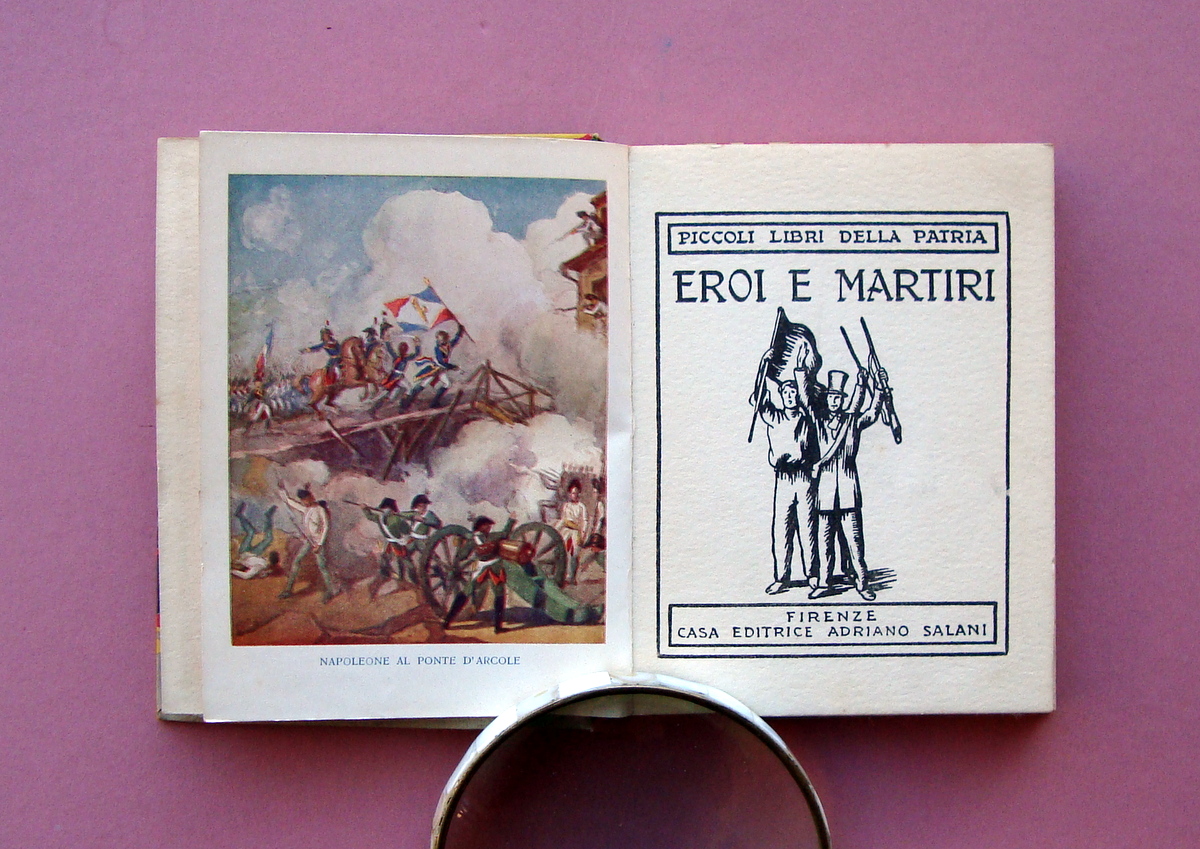 NAPOLEONE AL PONTE D'ARCOLE
PICCOLI LIBRI DELLA PATRIA
EROI E MARTIRI
FIRENZE
CASA EDITRICE ADRIANO SALANI